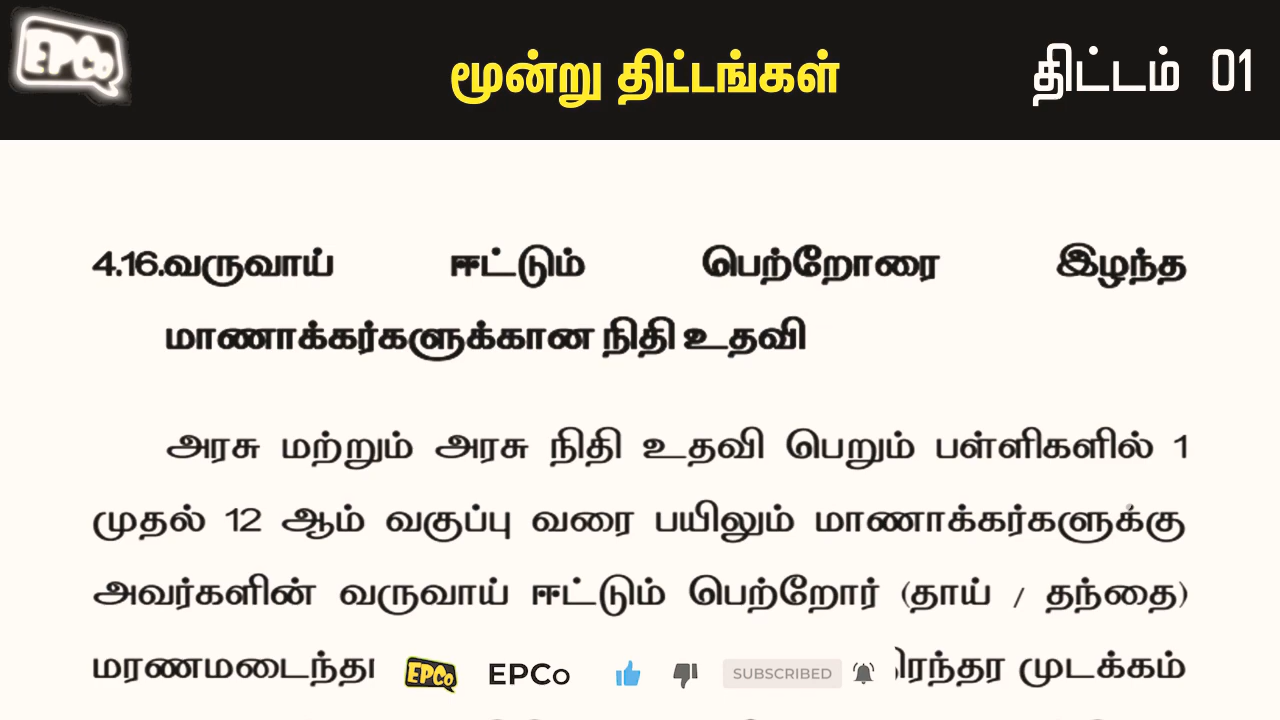 EPCo
மூன்று திட்டங்கள்
திட்டம் 01
4.16.வருவாய் ஈட்டும் பெற்றோரை இழந்த
மாணாக்கர்களுக்கான நிதி உதவி
அரசு மற்றும் அரசு நிதி உதவி பெறும் பள்ளிகளில் 1
முதல் 12 ஆம் வகுப்பு வரை பயிலும் மாணாக்கர்களுக்கு
அவர்களின் வருவாய் ஈட்டும் பெற்றோர் (தாய் / தந்தை)
முடக்கம்
EPCo EPCo SUBSCRIBED